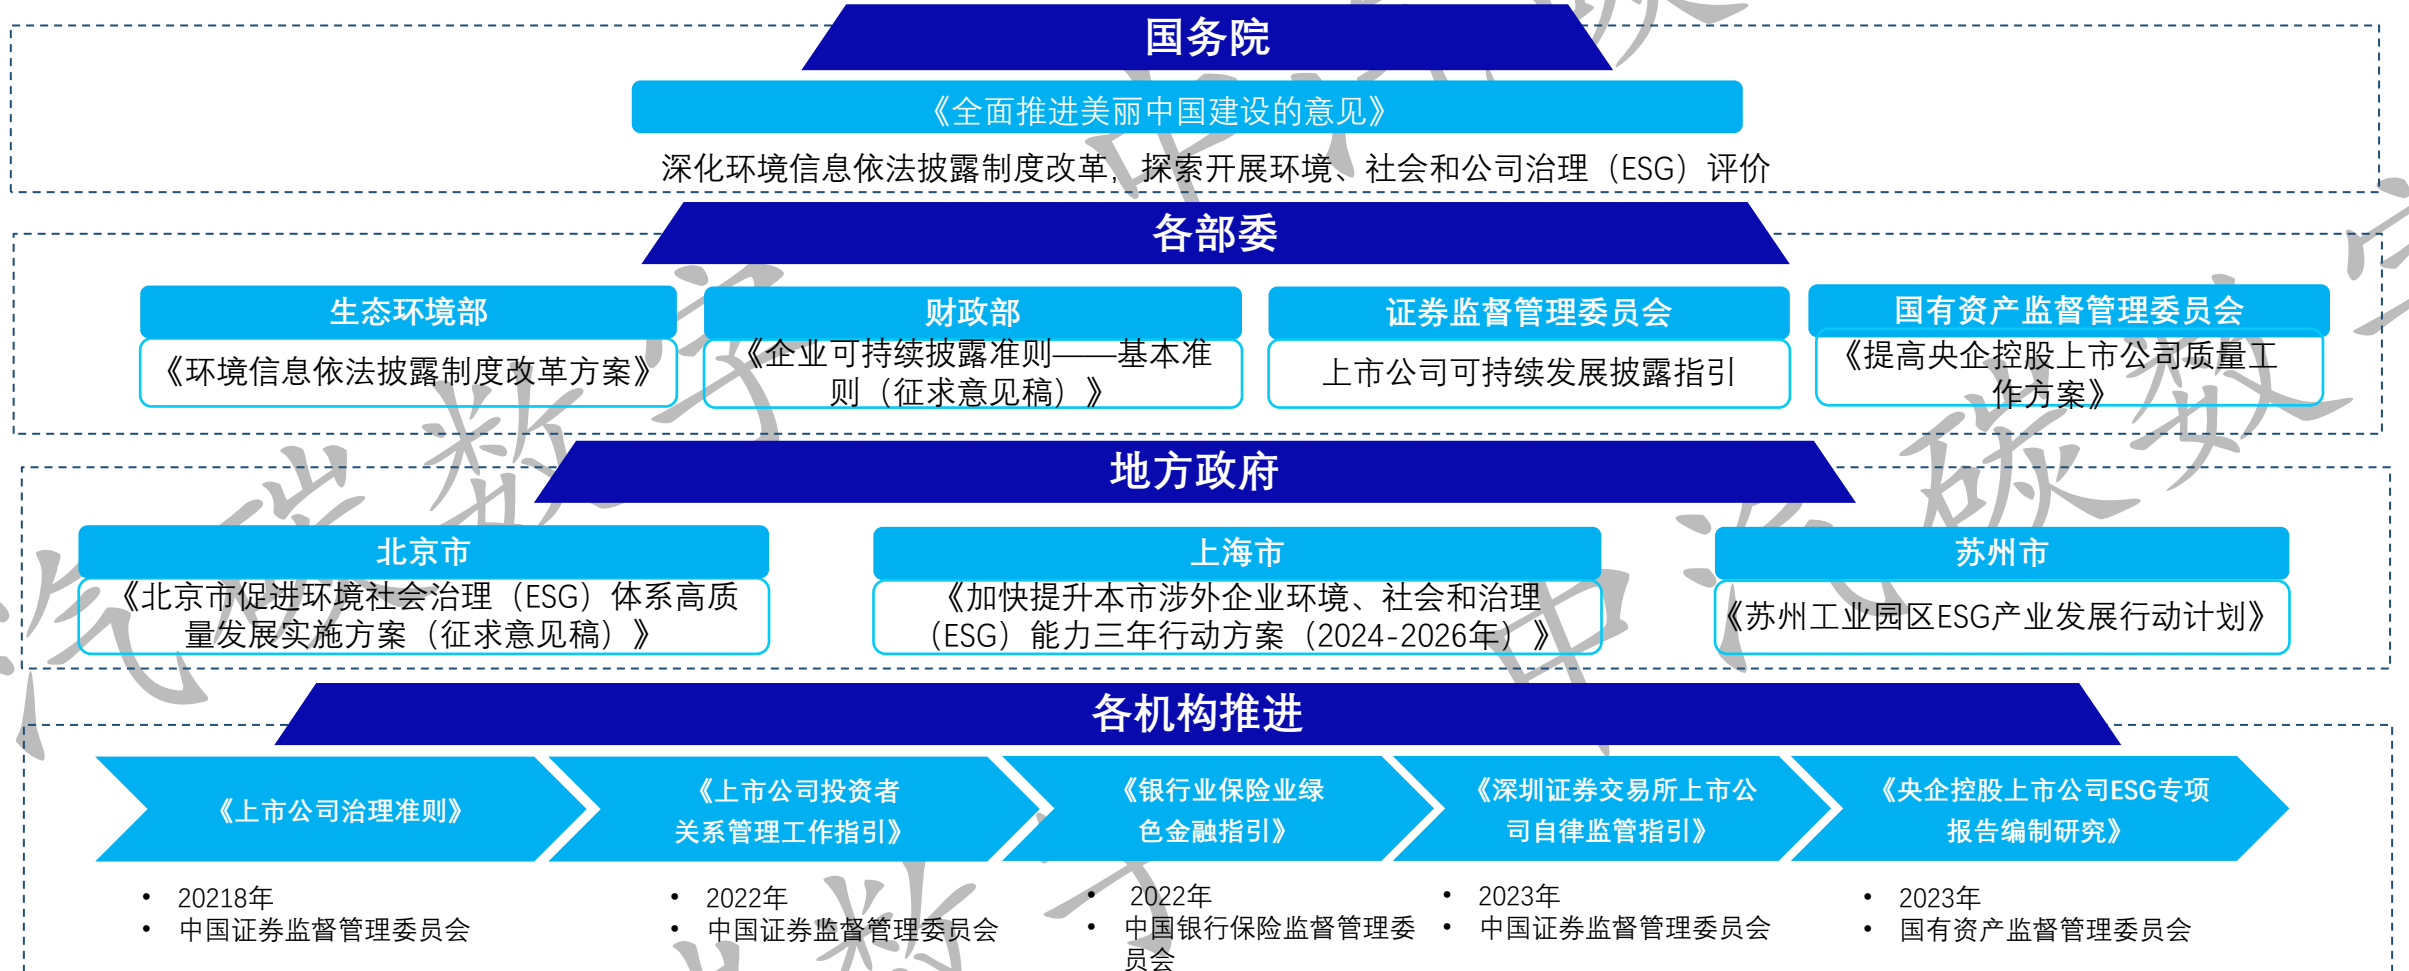 国务院
《全面推进美丽中国建设的意见》
深化环境信息依法披露制度改革，探索开展环境、社会和公司治理（ESG）评价
各部委
生态环境部
《环境信息依法披露制度改革方案》
财政部
《企业可持续披露准则——基本准
则（征求意见稿）》
证券监督管理委员会
上市公司可持续发展披露指引
国有资产监督管理委员会
《提高央企控股上市公司质量工
作方案》
地方政府
北京市
《北京市促进环境社会治理（ESG）体系高质
量发展实施方案（征求意见稿）》
上海市
《加快提升本市涉外企业环境、社会和治理
（ESG）能力三年行动方案（2024-2026年）》
苏州市
《苏州工业园区ESG产业发展行动计划》
各机构推进
《上市公司治理准则》
• 20218年
• 中国证券监督管理委员会
《上市公司投资者
关系管理工作指引》
• 2022年
• 中国证券监督管理委员会
《银行业保险业绿
色金融指引》
• 2022年
• 中国银行保险监督管理委
员会
《深圳证券交易所上市公
司自律监管指引》
• 2023年
• 中国证券监督管理委员会
《央企控股上市公司ESG专项
报告编制研究》
• 2023年
• 国有资产监督管理委员会
中汽碳数字